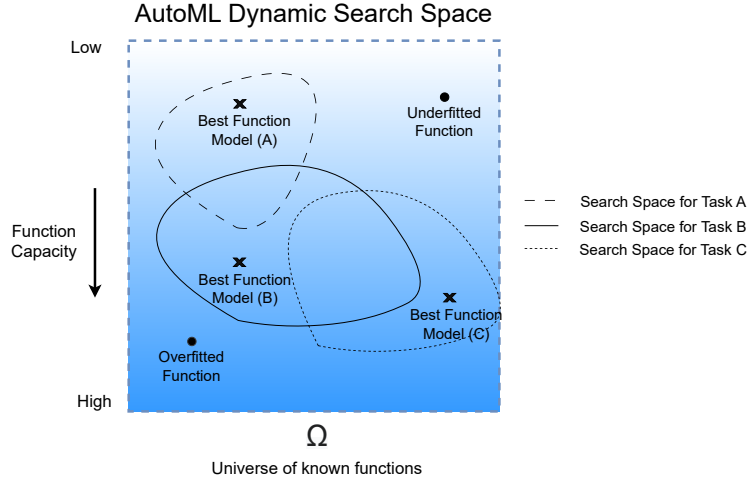 AutoML Dynamic Search Space
Low
Best Function
Model (A)
Underfitted
Function
Function
Capacity
Search Space for Task A
Search Space for Task B
Search Space for Task C
Best Function
Model (B)
Best Function
Model (C)
Overfitted
Function
High
Ω
Universe of known functions